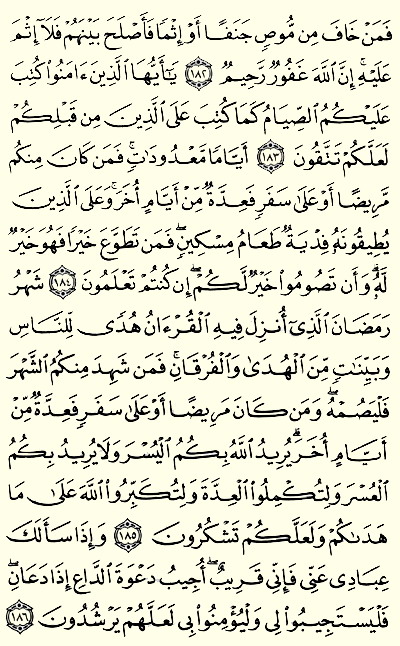 فَمَنْ خَافَ مِن مُّوصٍ جَنَفًا أَوْ إِثْمًا فَأَصْلَحَ بَيْنَهُمْ فَلَآ إِثْمَ
عَلَيْهِ ۚ إِنَّ ٱللَّهَ غَفُورٌ رَّحِيمٌ ١٨٢ يَـٰٓأَيُّهَا ٱلَّذِينَ ءَامَنُوا۟ كُتِبَ
عَلَيْكُمُ ٱلصِّيَامُ كَمَا كُتِبَ عَلَى ٱلَّذِينَ مِن قَبْلِكُمْ
لَعَلَّكُمْ تَتَّقُونَ ١٨٣ أَيَّامًا مَّعْدُودَٰتٍ ۚ فَمَن كَانَ مِنكُم
مَّرِيضًا أَوْ عَلَىٰ سَفَرٍ فَعِدَّةٌ مِّنْ أَيَّامٍ أُخَرَ ۚ وَعَلَى ٱلَّذِينَ
يُطِيقُونَهُۥ فِدْيَةٌ طَعَامُ مِسْكِينٍ ۖ فَمَن تَطَوَّعَ خَيْرًا فَهُوَ خَيْرٌ
لَّهُۥ ۚ وَأَن تَصُومُوا۟ خَيْرٌ لَّكُمْ ۖ إِن كُنتُمْ تَعْلَمُونَ ١٨٤ شَهْرُ
رَمَضَانَ ٱلَّذِىٓ أُنزِلَ فِيهِ ٱلْقُرْءَانُ هُدًى لِّلنَّاسِ
وَبَيِّنَـٰتٍ مِّنَ ٱلْهُدَىٰ وَٱلْفُرْقَانِ ۚ فَمَن شَهِدَ مِنكُمُ ٱلشَّهْرَ
فَلْيَصُمْهُ ۖ وَمَن كَانَ مَرِيضًا أَوْ عَلَىٰ سَفَرٍ فَعِدَّةٌ مِّنْ
أَيَّامٍ أُخَرَ ۗ يُرِيدُ ٱللَّهُ بِكُمُ ٱلْيُسْرَ وَلَا يُرِيدُ بِكُمُ
ٱلْعُسْرَ وَلِتُكْمِلُوا۟ ٱلْعِدَّةَ وَلِتُكَبِّرُوا۟ ٱللَّهَ عَلَىٰ مَا
هَدَىٰكُمْ وَلَعَلَّكُمْ تَشْكُرُونَ ١٨٥ وَإِذَا سَأَلَكَ
عِبَادِى عَنِّى فَإِنِّى قَرِيبٌ ۖ أُجِيبُ دَعْوَةَ ٱلدَّاعِ إِذَا دَعَانِ ۖ
فَلْيَسْتَجِيبُوا۟ لِى وَلْيُؤْمِنُوا۟ بِى لَعَلَّهُمْ يَرْشُدُونَ ١٨٦